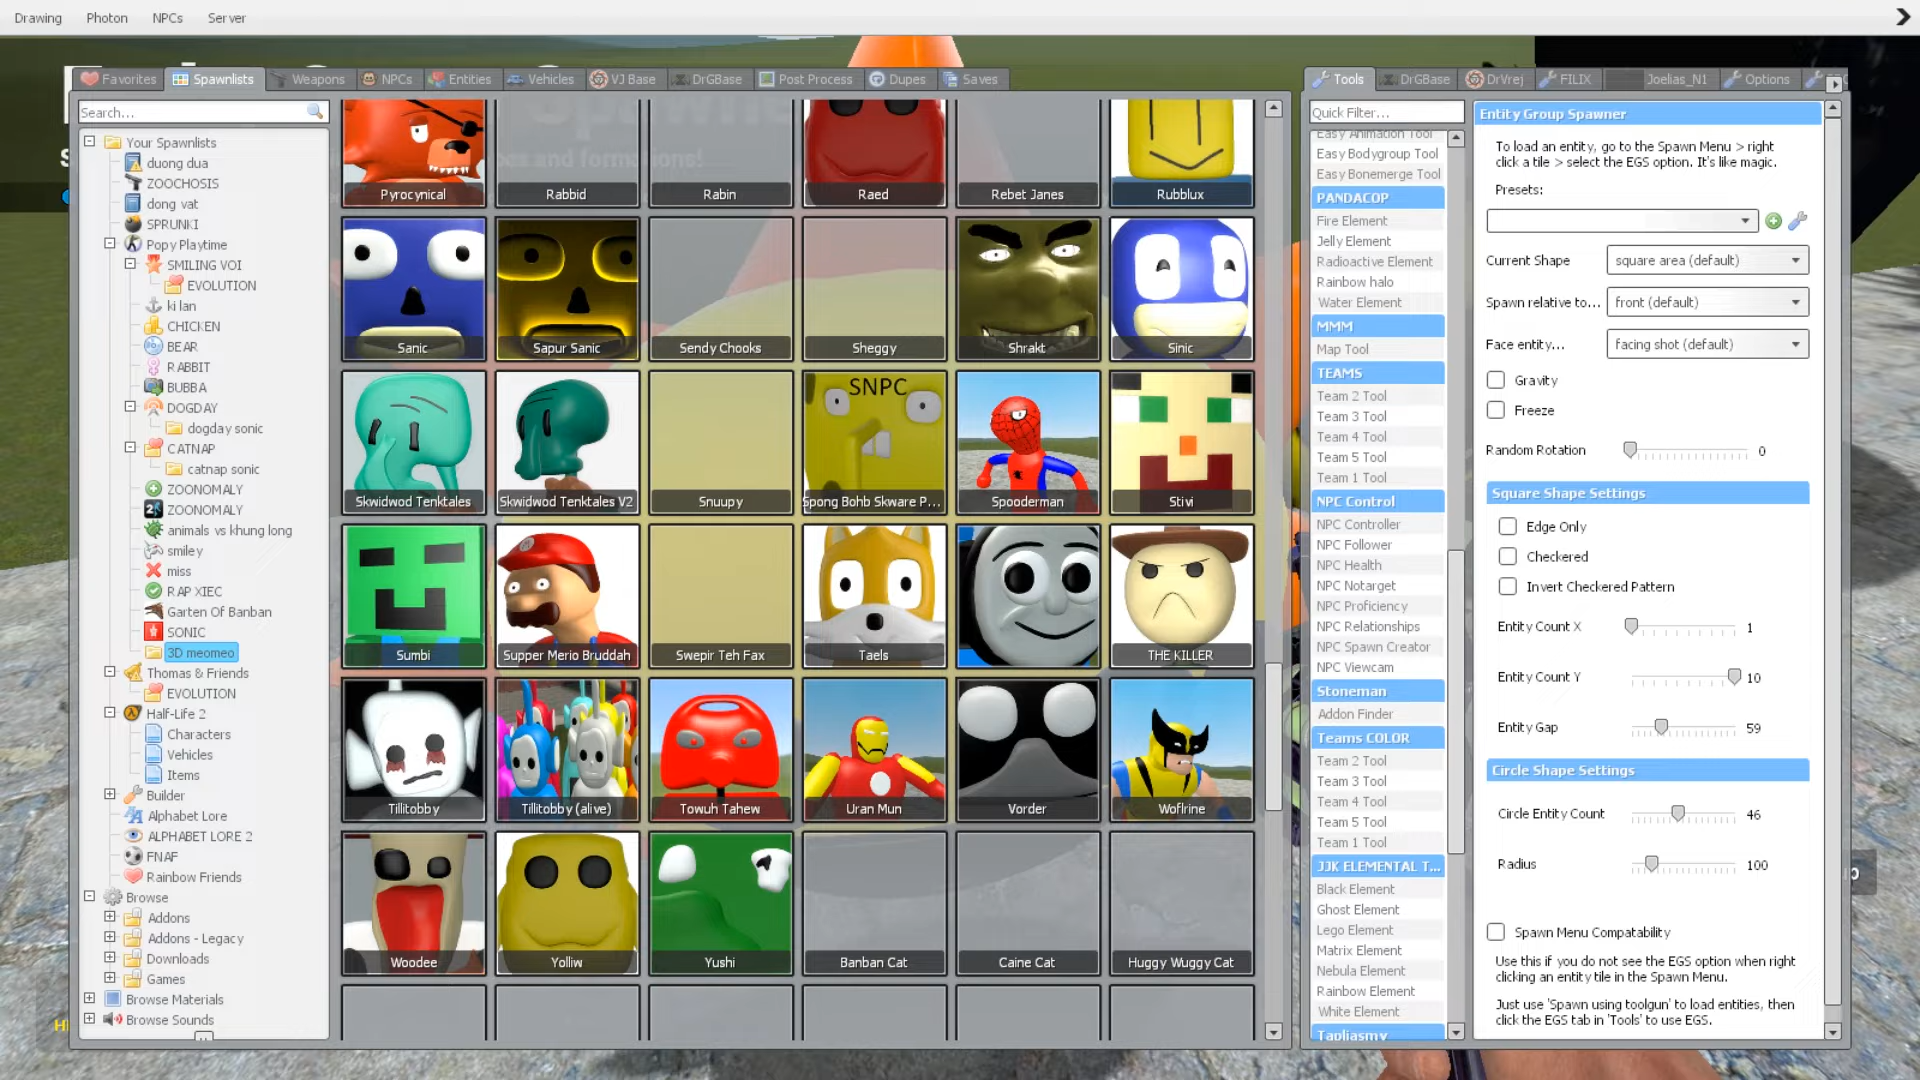 Drawing Photon NPCs Server
Favorites Spawnlists Weapons NPCs Entities Vehicles VJ Base DrGBase Post Process Dupes Saves
Search...
Your Spawnlists
duong dua
ZOOCHOSIS
dong vat
SPRUNKI
Popy Playtime
SMILING VOI
EVOLUTION
ki lan
CHICKEN
BEAR
RABBIT
BUBBA
DOGDAY
dogday sonic
CATNAP
catnap sonic
ZOONOMALY
ZOONOMALY
animals vs khung long
smiley
miss
RAP XIEC
Garten Of Banban
SONIC
3D meomeo
Thomas & Friends
EVOLUTION
Half-Life 2
Characters
Vehicles
Items
Builder
Alphabet Lore
ALPHABET LORE 2
FNAF
Rainbow Friends
Browse
Addons
Addons - Legacy
Downloads
Games
Browse Materials
Browse Sounds
Pyrocynical Rabbid Rabin Raed Rebet Janes Rubblux
Sanic Sapur Sanic Sendy Chooks Sheggy Shrakt Sinic
SNPC
Skwidwod Tenktales Skwidwod Tenktales V2 Snuupy Spong Bohb Skware P... Spooderman Stivi
Sumbi Supper Merio Bruddah Swepir Teh Fax Taels THE KILLER
Tillitobby Tillitobby (alive) Towuh Tahew Uran Mun Vorder Woflrine
Woodee Yolliw Yushi Banban Cat Caine Cat Huggy Wuggy Cat
Tools DrGBase DrVrej FILIX Joelias_N1 Options
Quick Filter...
Easy Animation Tool
Easy Bodygroup Tool
Easy Bonemerge Tool
PANDACOP
Fire Element
Jelly Element
Radioactive Element
Rainbow halo
Water Element
MMM
Map Tool
TEAMS
Team 2 Tool
Team 3 Tool
Team 4 Tool
Team 5 Tool
Team 1 Tool
NPC Control
NPC Controller
NPC Follower
NPC Health
NPC Notarget
NPC Proficiency
NPC Relationships
NPC Spawn Creator
NPC Viewcam
Stoneman
Addon Finder
Teams COLOR
Team 2 Tool
Team 3 Tool
Team 4 Tool
Team 5 Tool
Team 1 Tool
JJK ELEMENTAL T...
Black Element
Ghost Element
Lego Element
Matrix Element
Nebula Element
Rainbow Element
White Element
Tapliasmy
Entity Group Spawner
To load an entity, go to the Spawn Menu > right
click a tile > select the EGS option. It's like magic.
Presets:
Current Shape square area (default)
Spawn relative to... front (default)
Face entity... facing shot (default)
Gravity
Freeze
Random Rotation 0
Square Shape Settings
Edge Only
Checkered
Invert Checkered Pattern
Entity Count X 1
Entity Count Y 10
Entity Gap 59
Circle Shape Settings
Circle Entity Count 46
Radius 100
Spawn Menu Compatability
Use this if you do not see the EGS option when right
clicking an entity tile in the Spawn Menu.
Just use 'Spawn using toolgun' to load entities, then
click the EGS tab in 'Tools' to use EGS.